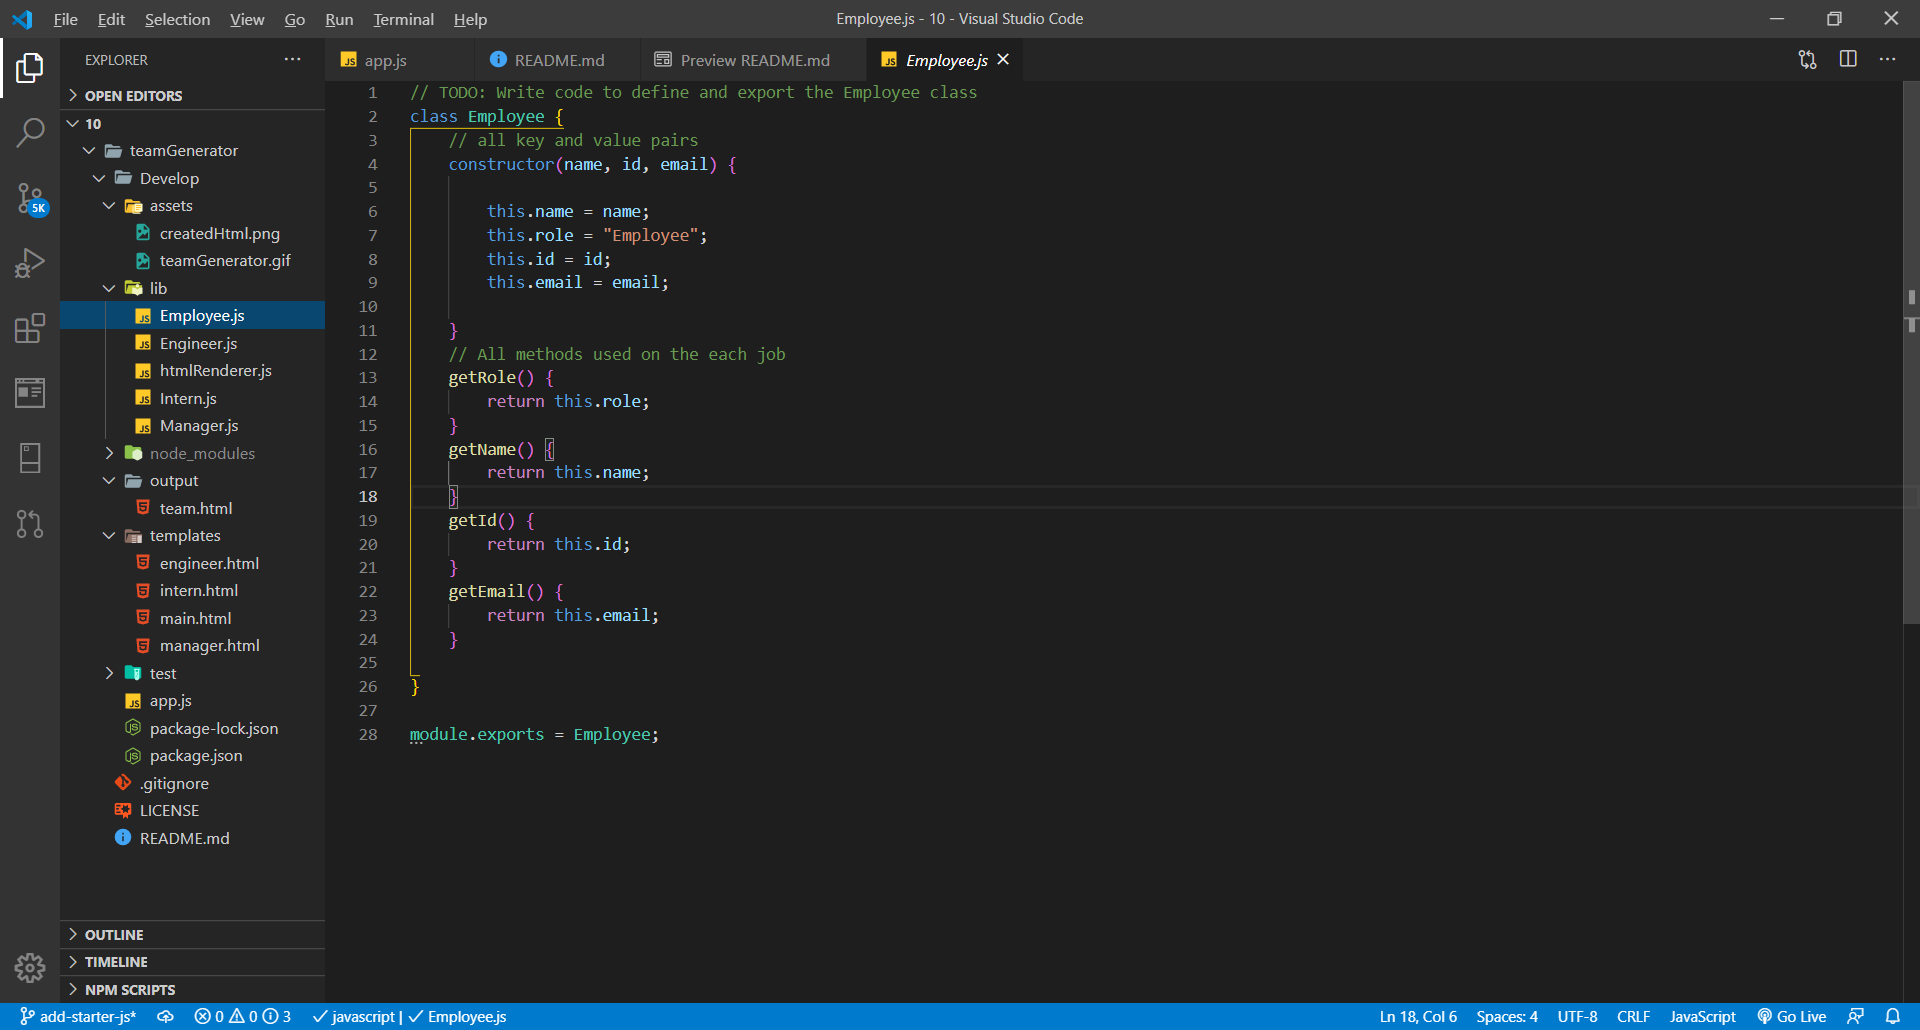 File Edit Selection View Go Run Terminal Help
Employee.js - 10 - Visual Studio Code
EXPLORER
OPEN EDITORS
10
teamGenerator
Develop
assets
createdHtml.png
teamGenerator.gif
lib
Employee.js
Engineer.js
htmlRenderer.js
Intern.js
Manager.js
node_modules
output
team.html
templates
engineer.html
intern.html
main.html
manager.html
test
app.js
package-lock.json
package.json
.gitignore
LICENSE
README.md
OUTLINE
TIMELINE
NPM SCRIPTS
5K
app.js README.md Preview README.md Employee.js
1 // TODO: Write code to define and export the Employee class
2 class Employee {
3 // all key and value pairs
4 constructor(name, id, email) {
5
6 this.name = name;
7 this.role = "Employee";
8 this.id = id;
9 this.email = email;
10
11 }
12 // All methods used on the each job
13 getRole() {
14 return this.role;
15 }
16 getName() {
17 return this.name;
18 }
19 getId() {
20 return this.id;
21 }
22 getEmail() {
23 return this.email;
24 }
25
26 }
27
28 module.exports = Employee;
add-starter-js* 0 0 3 javascript | Employee.js
Ln 18, Col 6 Spaces: 4 UTF-8 CRLF JavaScript Go Live